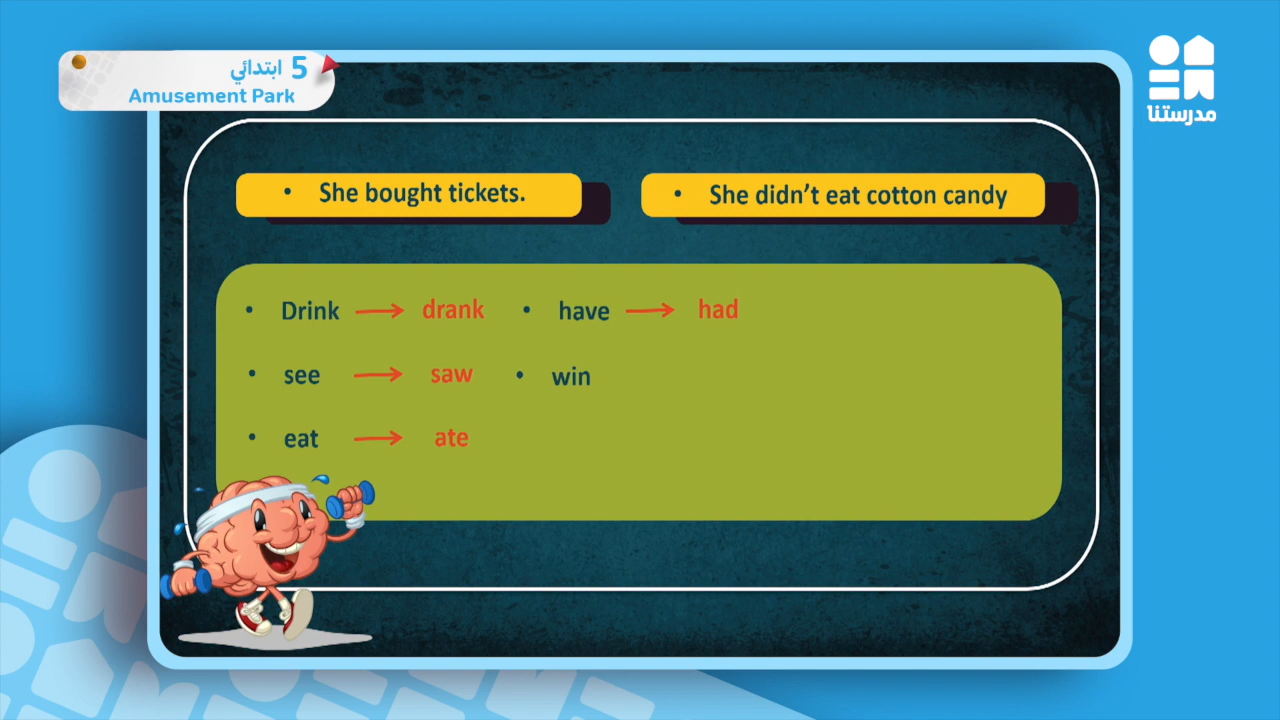 5 ابتدائي
Amusement Park
مدرستنا
• She bought tickets.
• She didn't eat cotton candy
• Drink → drank
• have → had
• see → saw
• win
• eat → ate